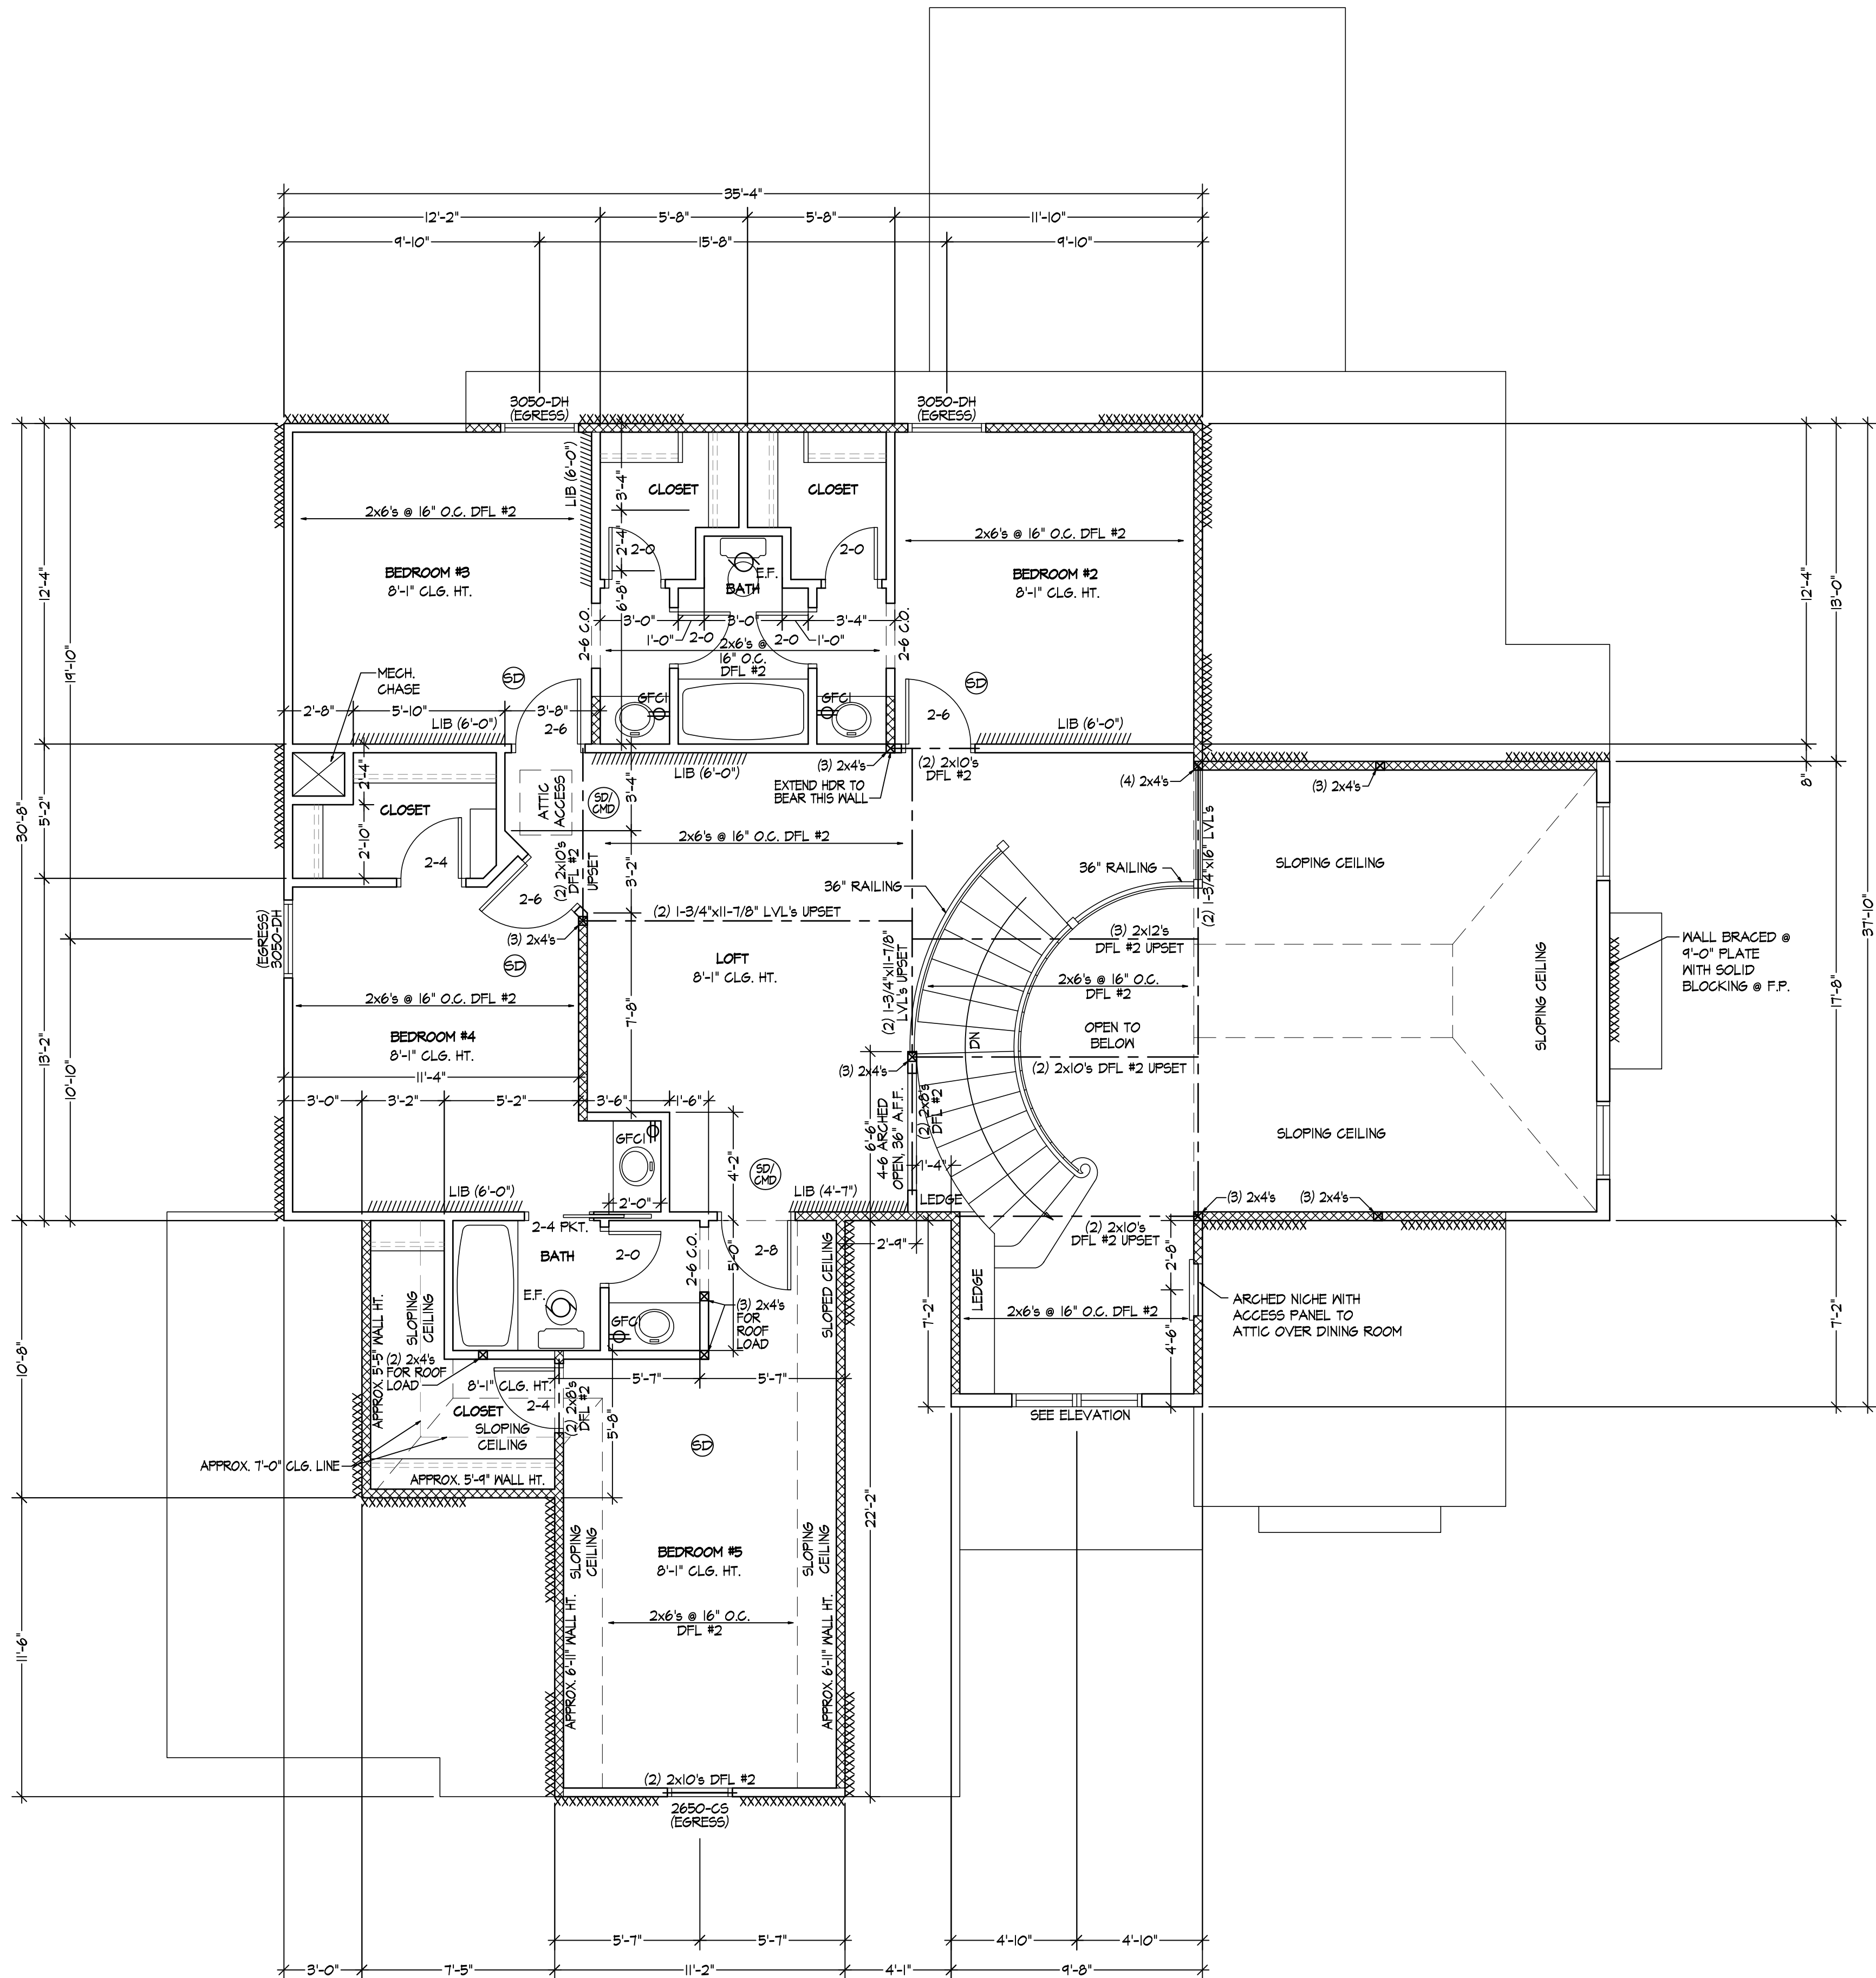 35'-4"
12'-2"
5'-8"
5'-8"
11'-10"
9'-10"
15'-8"
9'-10"
3050-DH
(EGRESS)
3050-DH
(EGRESS)
LIB (6'-0")
3'-4"
CLOSET
CLOSET
2x6's @ 16" O.C. DFL #2
2x6's @ 16" O.C. DFL #2
2'-4"
2-0
2-0
E.F.
BATH
BEDROOM #3
8'-1" CLG. HT.
BEDROOM #2
8'-1" CLG. HT.
6'-8"
2-6 C.O.
3'-0"
3'-0"
3'-4"
2-6 C.O.
1'-0"
2-0
2-0
1'-0"
2x6's @
16" O.C.
DFL #2
12'-4"
19'-10"
12'-4"
13'-0"
MECH.
CHASE
SD
SD
GFCI
GFCI
2'-8"
5'-10"
3'-8"
LIB (6'-0")
2-6
2-6
LIB (6'-0")
LIB (6'-0")
(3) 2x4's
(2) 2x10's
DFL #2
EXTEND HDR TO
BEAR THIS WALL
(4) 2x4's
(3) 2x4's
8"
2'-4"
ATTIC
ACCESS
SD/
CMD
3'-4"
CLOSET
2'-10"
2-4
5'-2"
30'-8"
37'-10"
2x6's @ 16" O.C. DFL #2
(2) 2x10's
DFL #2
UPSET
3'-2"
2-6
SLOPING CEILING
36" RAILING
36" RAILING
(2) 1-3/4"x16" LVL's
(2) 1-3/4"x11-7/8" LVL's UPSET
(EGRESS)
3050-DH
(3) 2x4's
(3) 2x12's
DFL #2 UPSET
SD
LOFT
8'-1" CLG. HT.
2x6's @ 16" O.C.
DFL #2
(2) 1-3/4"x11-7/8"
LVL's UPSET
WALL BRACED @
9'-0" PLATE
WITH SOLID
BLOCKING @ F.P.
SLOPING CEILING
17'-8"
2x6's @ 16" O.C. DFL #2
7'-8"
BEDROOM #4
8'-1" CLG. HT.
DN
OPEN TO
BELOW
13'-2"
10'-10"
11'-4"
(3) 2x4's
(2) 2x10's DFL #2 UPSET
3'-0"
3'-2"
5'-2"
3'-6"
1'-6"
6'-6"
4-6 ARCHED
OPEN, 36" A.F.F.
(2) 2x8's
DFL #2
GFCI
4'-2"
SD/
CMD
1'-4"
SLOPING CEILING
LIB (6'-0")
2'-0"
LIB (4'-7")
LEDGE
(3) 2x4's
(3) 2x4's
2-4 PKT.
BATH
2-0
2-6 C.O.
5'-0"
2-8
SLOPED CEILING
2'-9"
(2) 2x10's
DFL #2 UPSET
2'-8"
7'-2"
LEDGE
2x6's @ 16" O.C. DFL #2
4'-6"
ARCHED NICHE WITH
ACCESS PANEL TO
ATTIC OVER DINING ROOM
7'-2"
E.F.
GFCI
(3) 2x4's
FOR
ROOF
LOAD
SLOPING
CEILING
APPROX. 5'-5" WALL HT.
(2) 2x4's
FOR ROOF
LOAD
10'-8"
8'-1" CLG. HT.
5'-7"
5'-7"
2-4
(2) 2x8's
DFL #2
CLOSET
SLOPING
CEILING
5'-8"
SEE ELEVATION
SD
APPROX. 7'-0" CLG. LINE
APPROX. 5'-9" WALL HT.
22'-2"
SLOPING
CEILING
SLOPING
CEILING
BEDROOM #5
8'-1" CLG. HT.
2x6's @ 16" O.C.
DFL #2
APPROX. 6'-11" WALL HT.
APPROX. 6'-11" WALL HT.
11'-6"
(2) 2x10's DFL #2
2650-CS
(EGRESS)
5'-7"
5'-7"
4'-10"
4'-10"
3'-0"
7'-5"
11'-2"
4'-1"
9'-8"